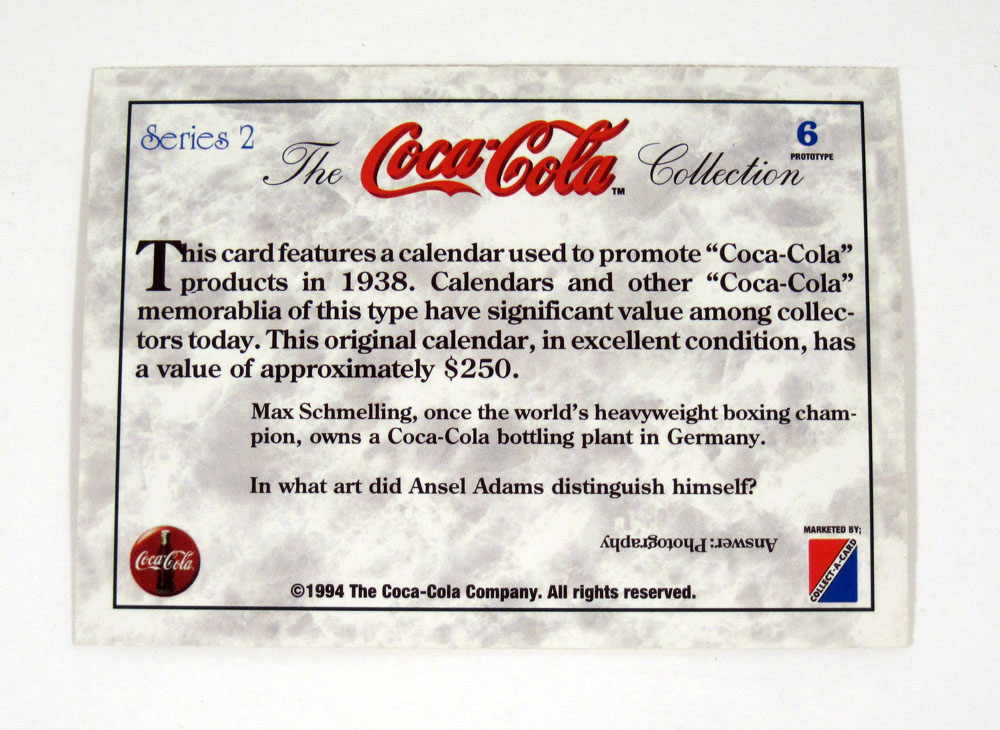 Series 2
The Coca-Cola™ Collection
6
PROTOTYPE
This card features a calendar used to promote “Coca-Cola”
products in 1938. Calendars and other “Coca-Cola”
memorablia of this type have significant value among collec-
tors today. This original calendar, in excellent condition, has
a value of approximately $250.
Max Schmelling, once the world’s heavyweight boxing cham-
pion, owns a Coca-Cola bottling plant in Germany.
In what art did Ansel Adams distinguish himself?
Answer: Photography
Coca-Cola
©1994 The Coca-Cola Company. All rights reserved.
MARKETED BY;
COLLECT-A-CARD